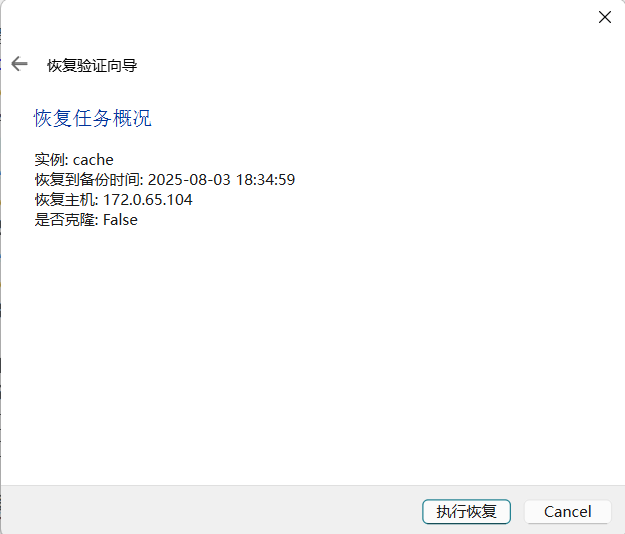 恢复验证向导
恢复任务概况
实例: cache
恢复到备份时间: 2025-08-03 18:34:59
恢复主机: 172.0.65.104
是否克隆: False
执行恢复
Cancel